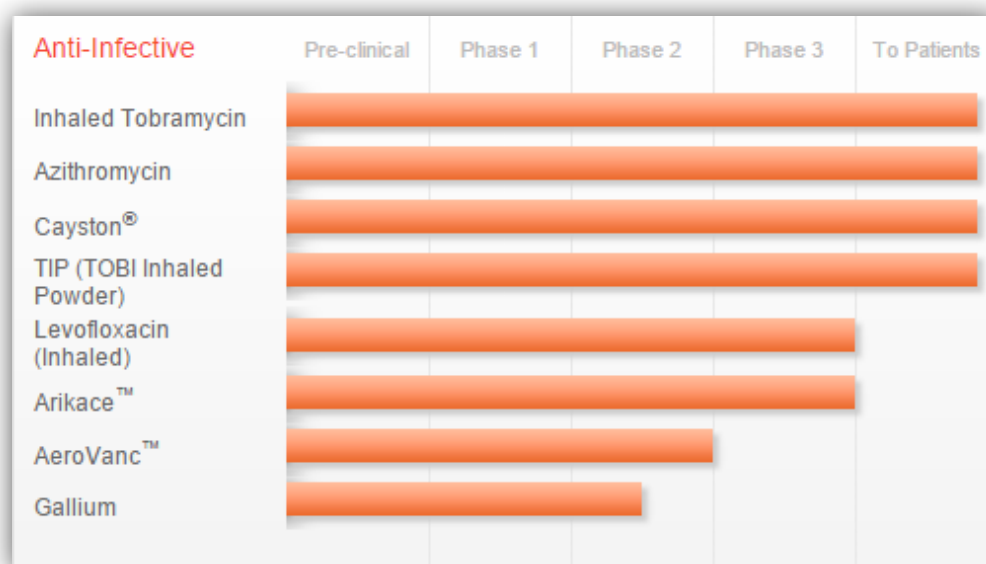 Anti-Infective Pre-clinical Phase 1 Phase 2 Phase 3 To Patients
Inhaled Tobramycin
Azithromycin
Cayston®
TIP (TOBI Inhaled
Powder)
Levofloxacin
(Inhaled)
Arikace™
AeroVanc™
Gallium